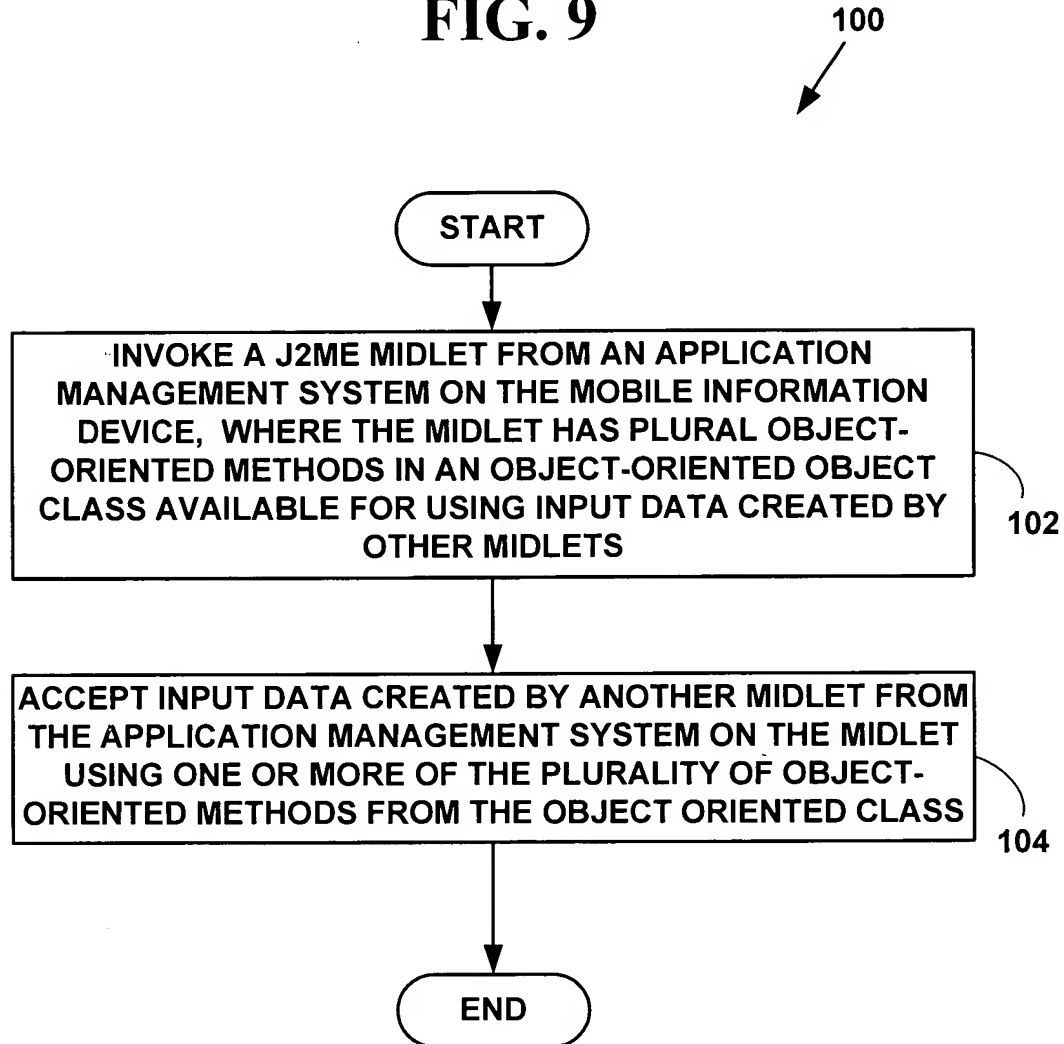 FIG. 9
100
START
INVOKE A J2ME MIDLET FROM AN APPLICATION
MANAGEMENT SYSTEM ON THE MOBILE INFORMATION
DEVICE, WHERE THE MIDLET HAS PLURAL OBJECT-
ORIENTED METHODS IN AN OBJECT-ORIENTED OBJECT
CLASS AVAILABLE FOR USING INPUT DATA CREATED BY
OTHER MIDLETS
102
ACCEPT INPUT DATA CREATED BY ANOTHER MIDLET FROM
THE APPLICATION MANAGEMENT SYSTEM ON THE MIDLET
USING ONE OR MORE OF THE PLURALITY OF OBJECT-
ORIENTED METHODS FROM THE OBJECT ORIENTED CLASS
104
END